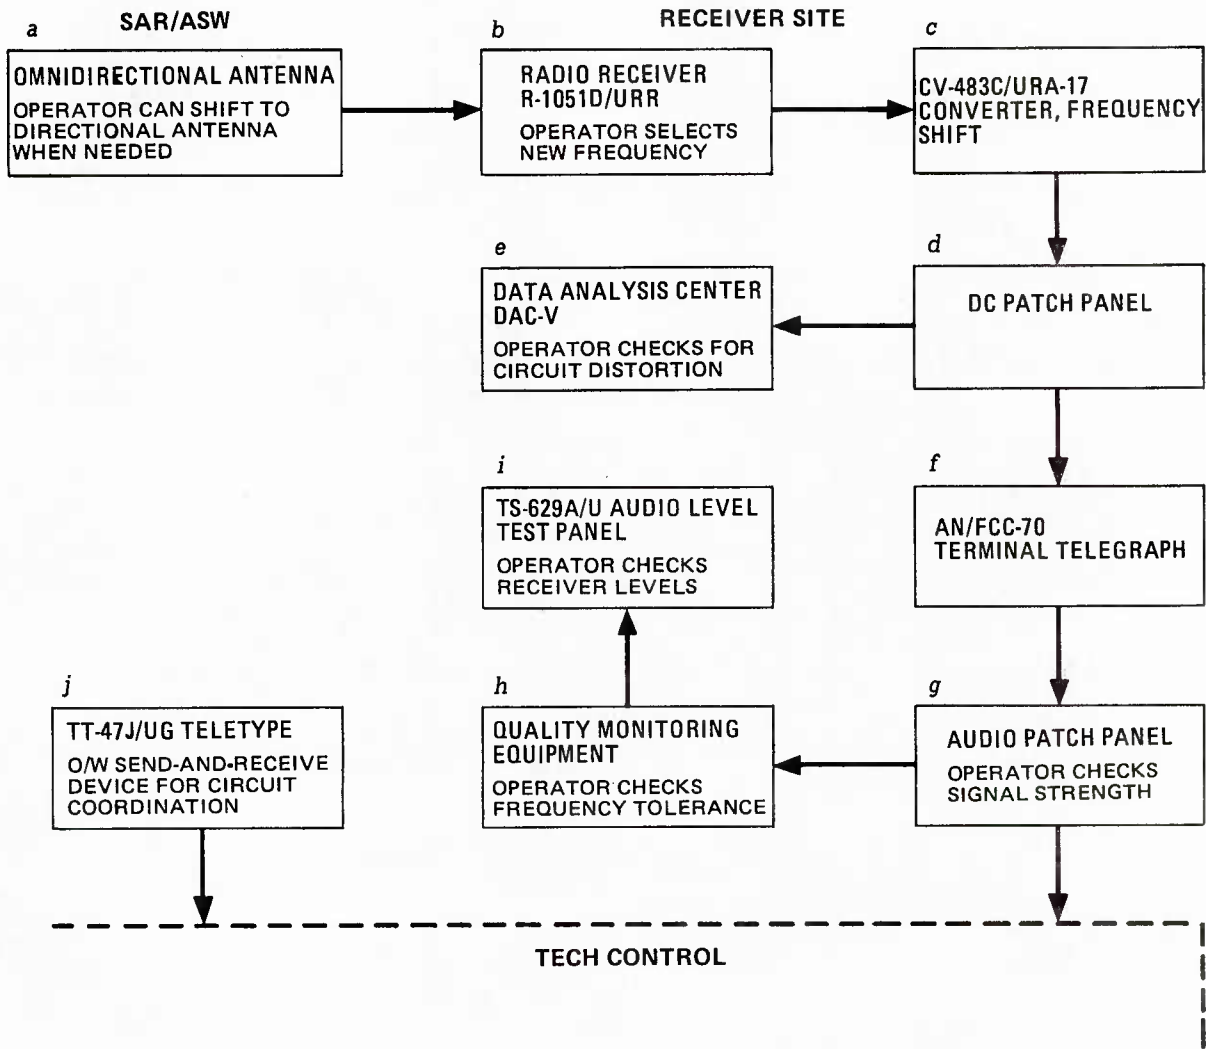 SAR/ASW
RECEIVER SITE
a
OMNIDIRECTIONAL ANTENNA
OPERATOR CAN SHIFT TO
DIRECTIONAL ANTENNA
WHEN NEEDED
b
RADIO RECEIVER
R-1051D/URR
OPERATOR SELECTS
NEW FREQUENCY
c
CV-483C/URA-17
CONVERTER, FREQUENCY
SHIFT
e
DATA ANALYSIS CENTER
DAC-V
OPERATOR CHECKS FOR
CIRCUIT DISTORTION
d
DC PATCH PANEL
i
TS-629A/U AUDIO LEVEL
TEST PANEL
OPERATOR CHECKS
RECEIVER LEVELS
f
AN/FCC-70
TERMINAL TELEGRAPH
j
TT-47J/UG TELETYPE
O/W SEND-AND-RECEIVE
DEVICE FOR CIRCUIT
COORDINATION
h
QUALITY MONITORING
EQUIPMENT
OPERATOR CHECKS
FREQUENCY TOLERANCE
g
AUDIO PATCH PANEL
OPERATOR CHECKS
SIGNAL STRENGTH
TECH CONTROL